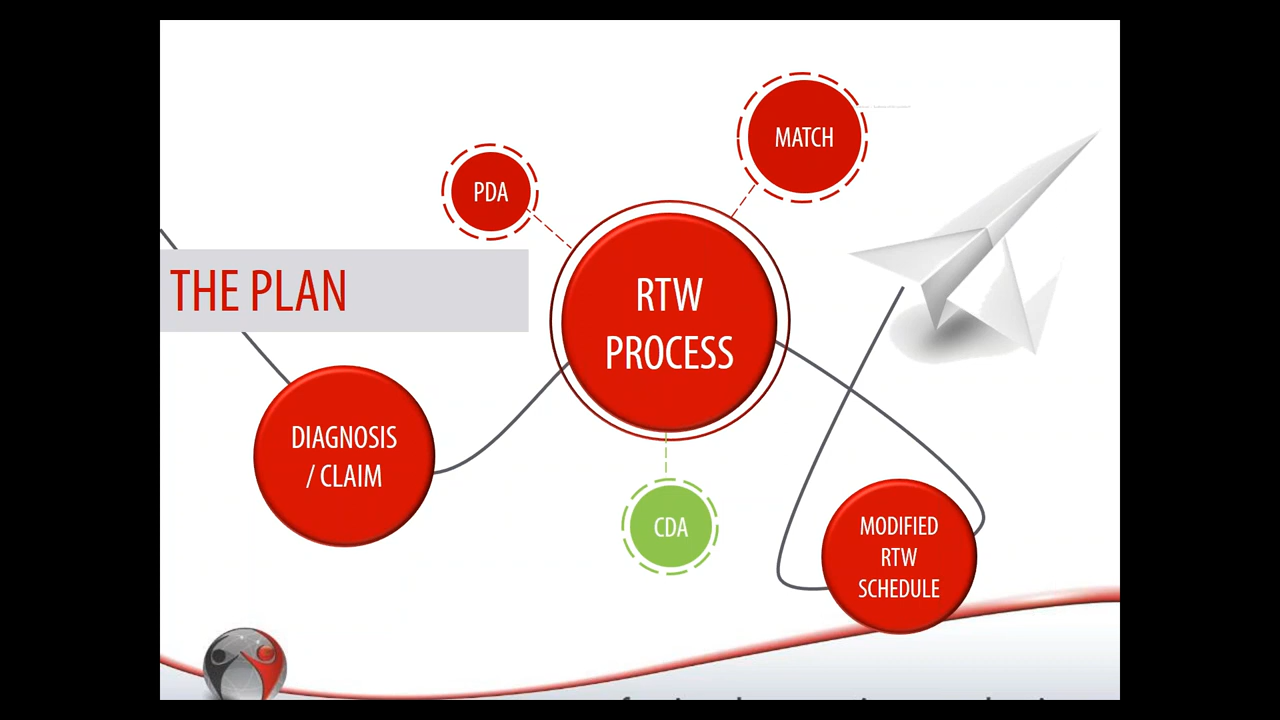 MATCH
PDA
THE PLAN
RTW
PROCESS
DIAGNOSIS
/ CLAIM
CDA
MODIFIED
RTW
SCHEDULE